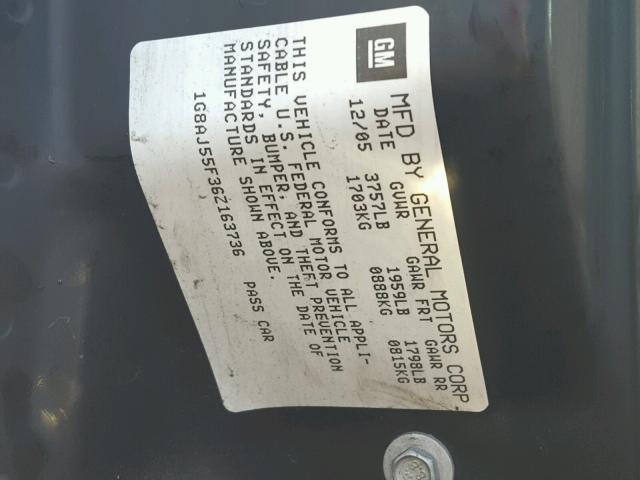 GM
MFD BY GENERAL MOTORS CORP
DATE GVWR GAWR FRT GAWR RR
12/05 3757LB 1959LB 1798LB
1703KG 0888KG 0815KG
THIS VEHICLE CONFORMS TO ALL APPLI-
CABLE U.S. FEDERAL MOTOR VEHICLE
SAFETY, BUMPER, AND THEFT PREVENTION
STANDARDS IN EFFECT ON THE DATE OF
MANUFACTURE SHOWN ABOVE.
1G8AJ55F36Z163736 PASS CAR